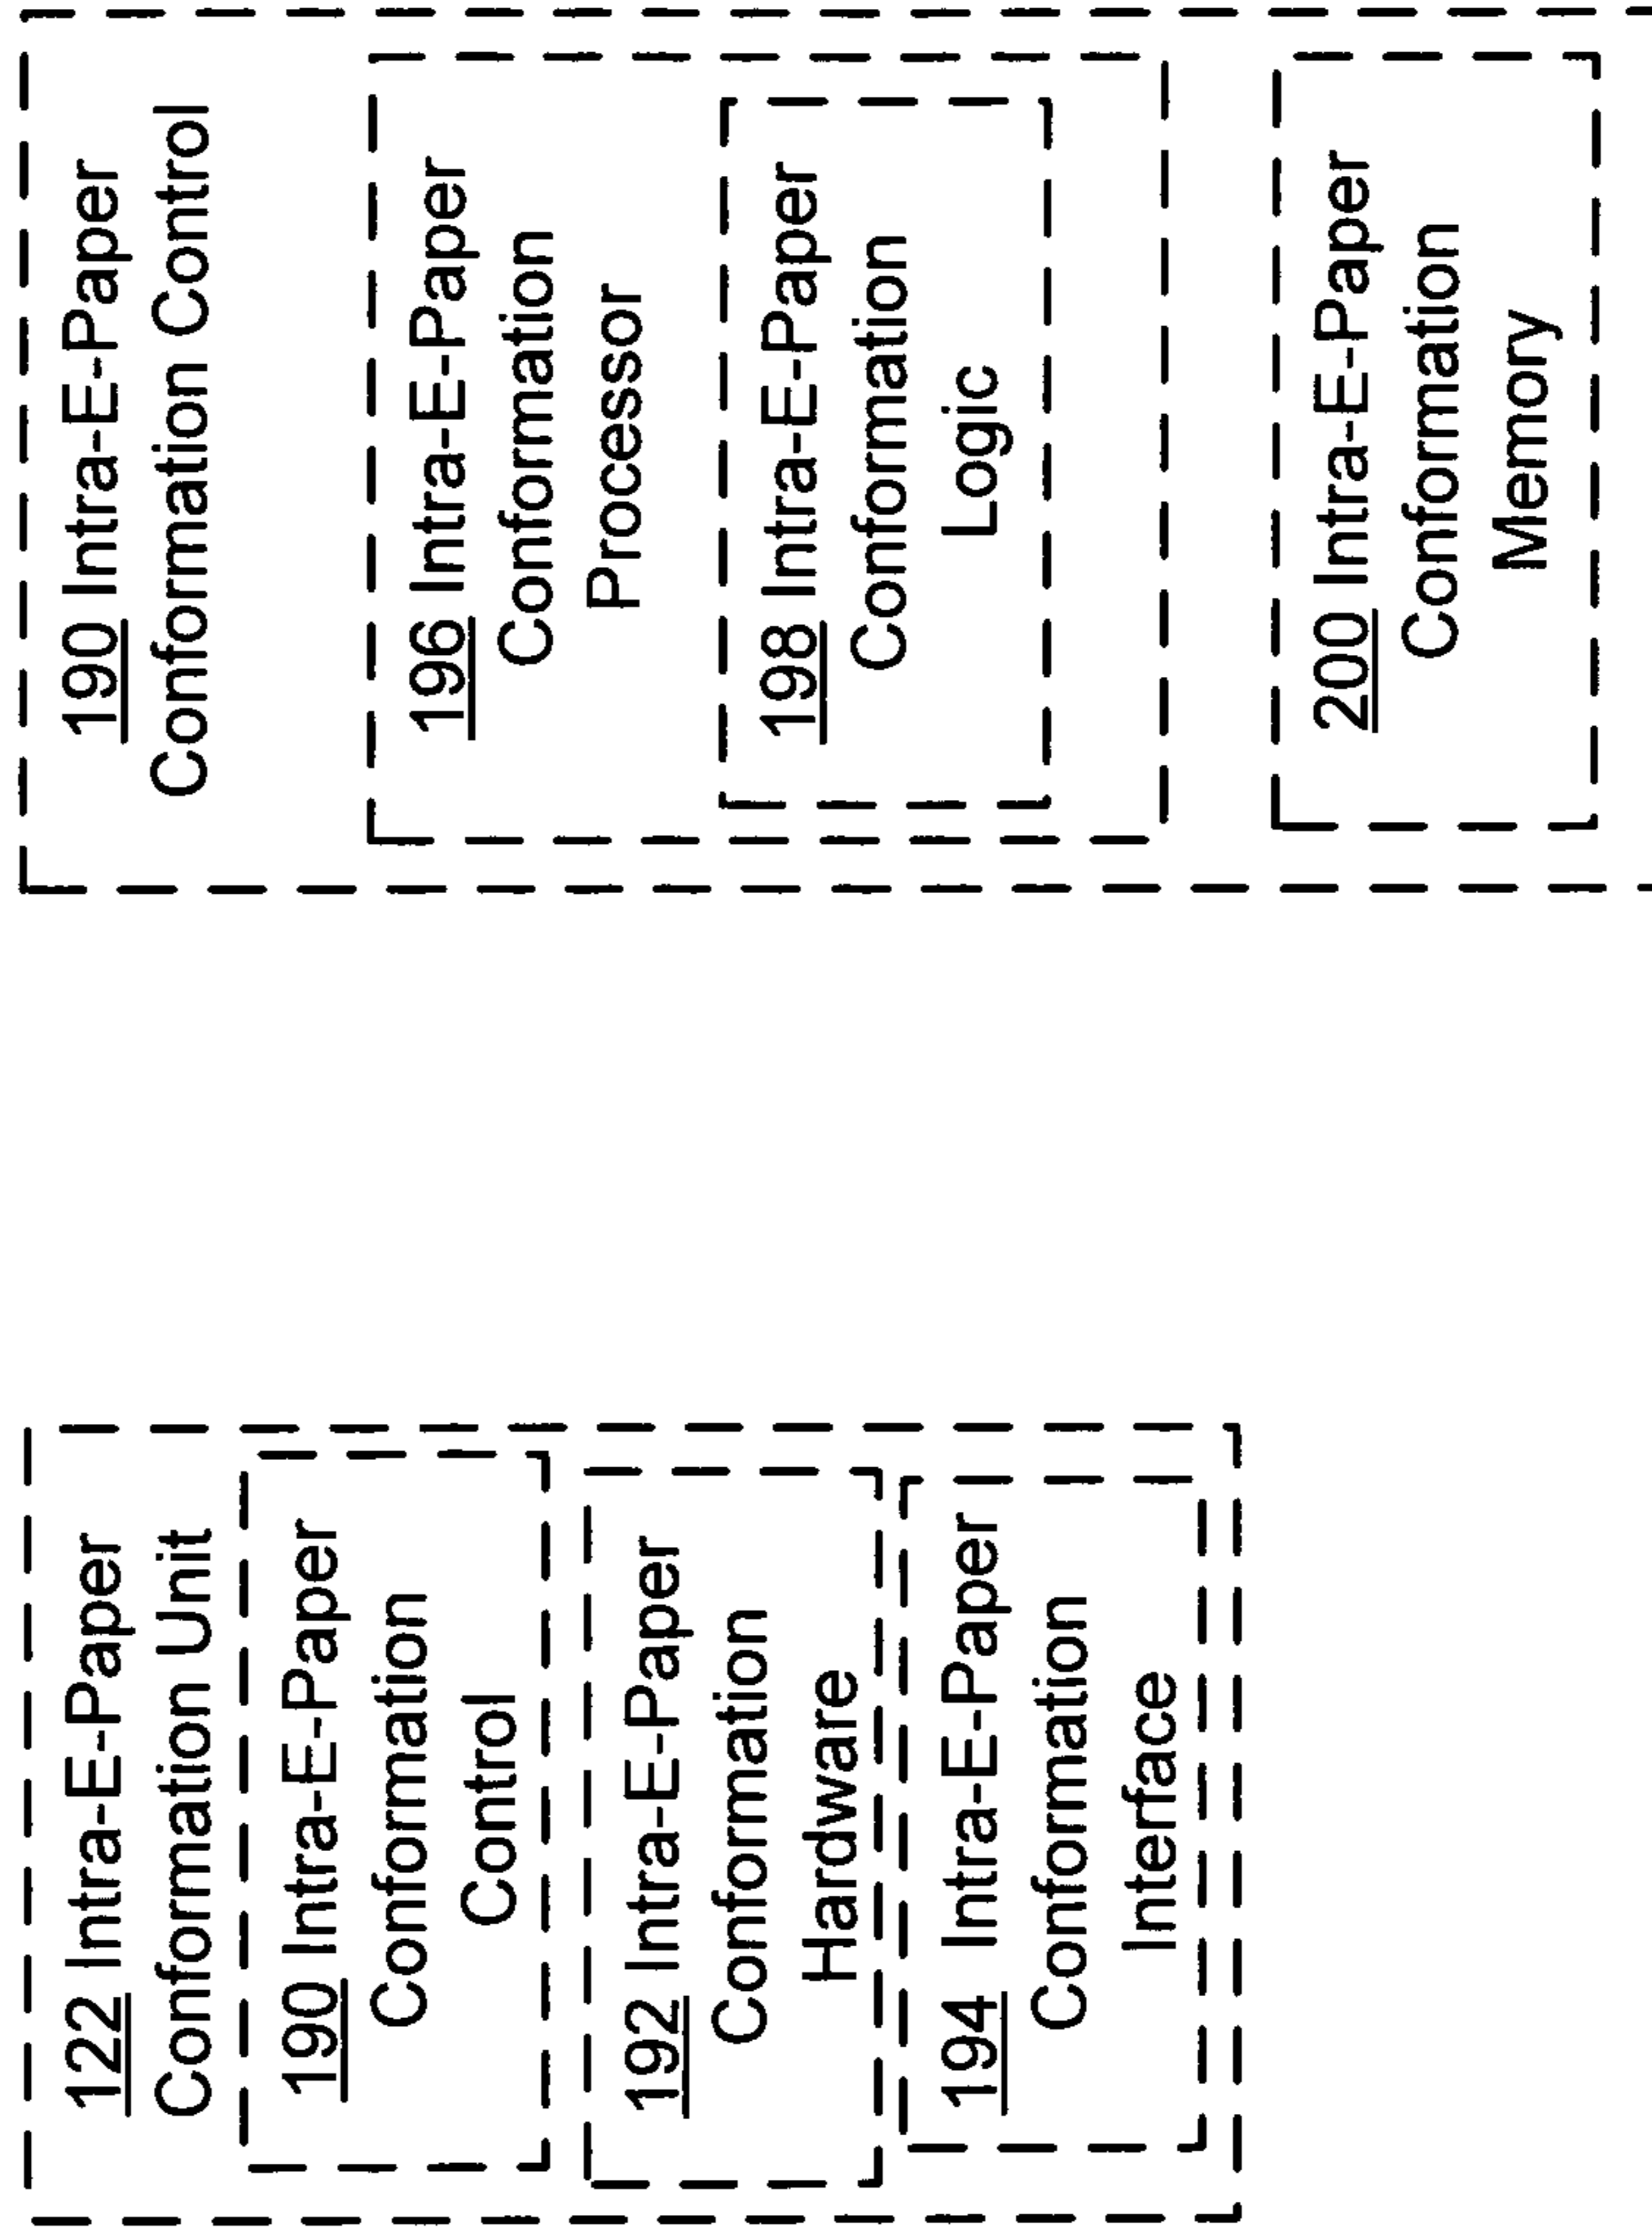 122 Intra-E-Paper
Conformation Unit
190 Intra-E-Paper
Conformation
Control
192 Intra-E-Paper
Conformation
Hardware
194 Intra-E-Paper
Conformation
Interface
190 Intra-E-Paper
Conformation Control
196 Intra-E-Paper
Conformation
Processor
198 Intra-E-Paper
Conformation
Logic
200 Intra-E-Paper
Conformation
Memory